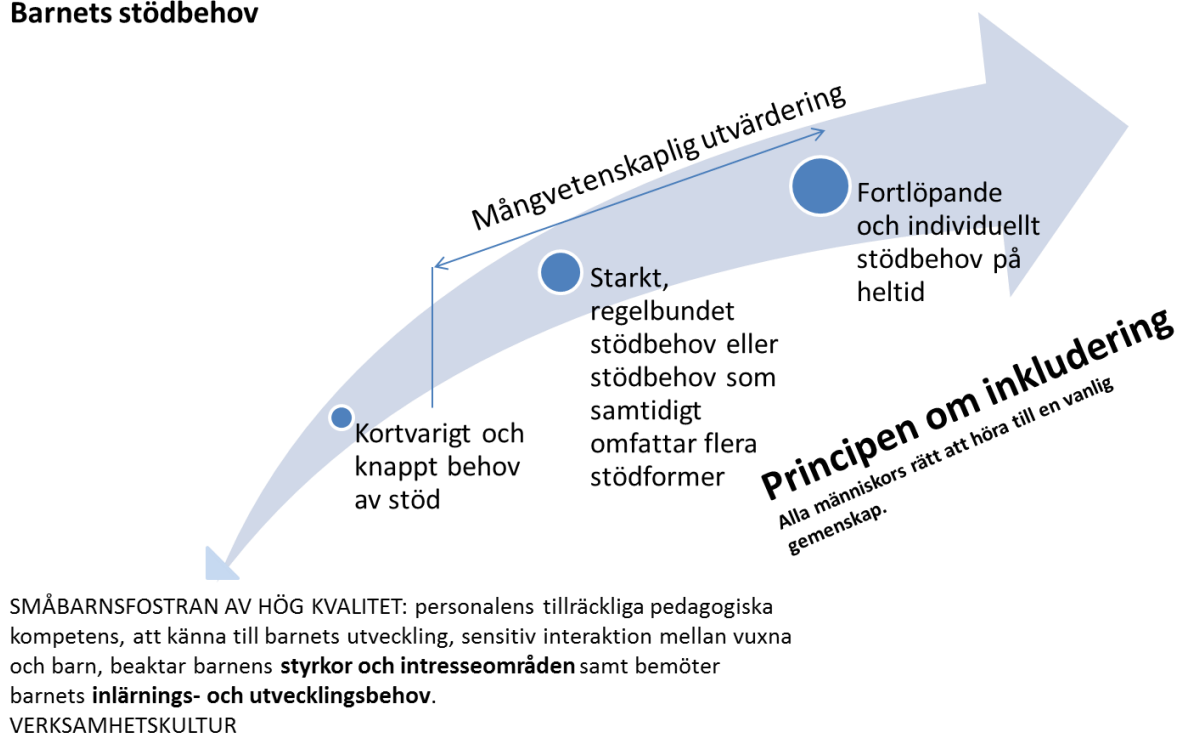 Barnets stödbehov
Mångvetenskaplig utvärdering
Fortlöpande
och individuellt
stödbehov på
heltid
Starkt,
regelbundet
stödbehov eller
stödbehov som
samtidigt
omfattar flera
stödformer
Kortvarigt och
knappt behov
av stöd
Principen om inkludering
Alla människors rätt att höra till en vanlig
gemenskap.
SMÅBARNSFOSTRAN AV HÖG KVALITET: personalens tillräckliga pedagogiska
kompetens, att känna till barnets utveckling, sensitiv interaktion mellan vuxna
och barn, beaktar barnens styrkor och intresseområden samt bemöter
barnets inlärnings- och utvecklingsbehov.
VERKSAMHETSKULTUR